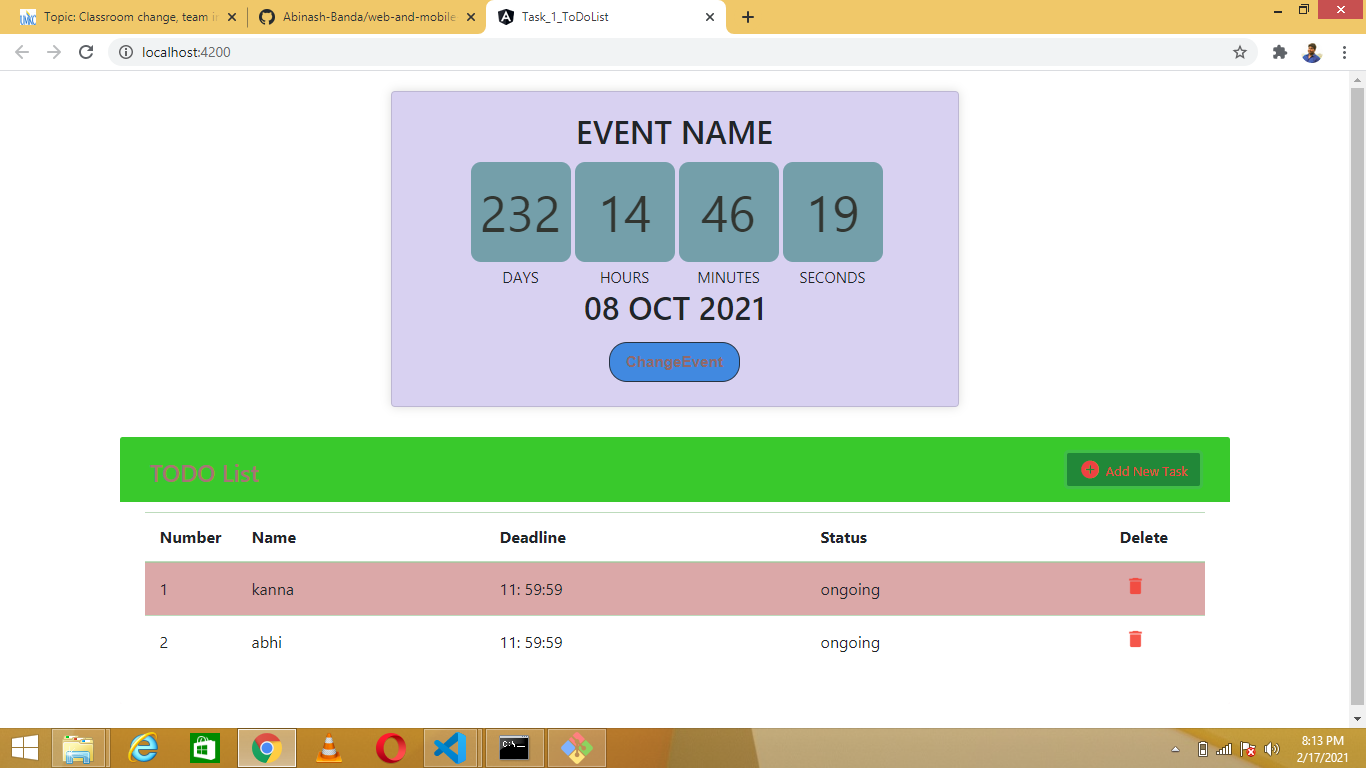 Topic: Classroom change, team in
Abinash-Banda/web-and-mobile
Task_1_ToDoList
localhost:4200
EVENT NAME
232 14 46 19
DAYS HOURS MINUTES SECONDS
08 OCT 2021
ChangeEvent
TODO List
Add New Task
Number Name Deadline Status Delete
1 kanna 11: 59:59 ongoing
2 abhi 11: 59:59 ongoing
8:13 PM
2/17/2021